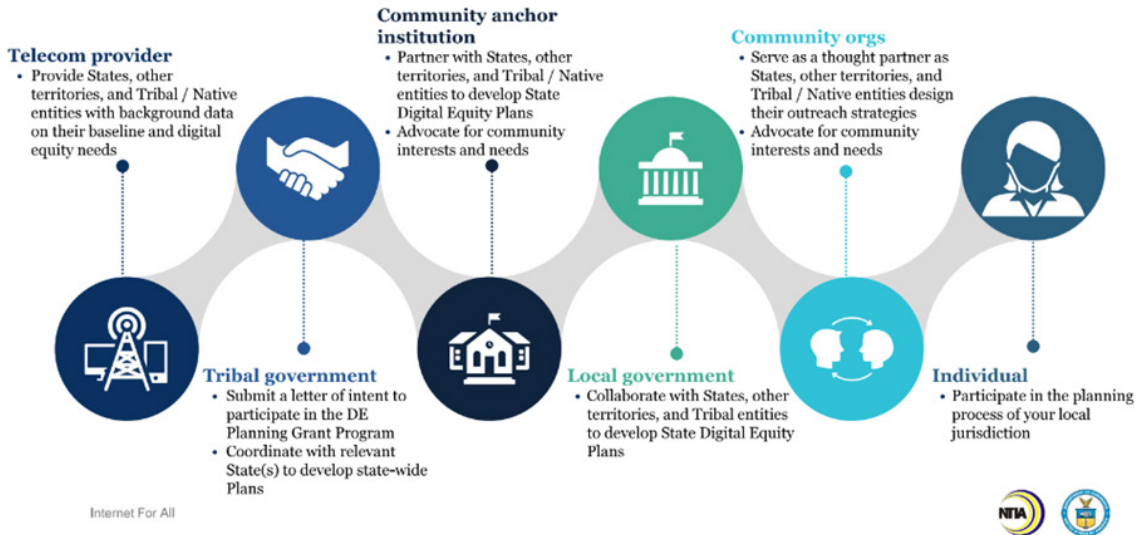 Telecom provider
• Provide States, other
territories, and Tribal / Native
entities with background data
on their baseline and digital
equity needs
Community anchor
institution
• Partner with States, other
territories, and Tribal / Native
entities to develop State
Digital Equity Plans
• Advocate for community
interests and needs
Community orgs
• Serve as a thought partner as
States, other territories, and
Tribal / Native entities design
their outreach strategies
• Advocate for community
interests and needs
Tribal government
• Submit a letter of intent to
participate in the DE
Planning Grant Program
• Coordinate with relevant
State(s) to develop state-wide
Plans
Local government
• Collaborate with States, other
territories, and Tribal entities
to develop State Digital Equity
Plans
Individual
• Participate in the planning
process of your local
jurisdiction
Internet For All
NTIA